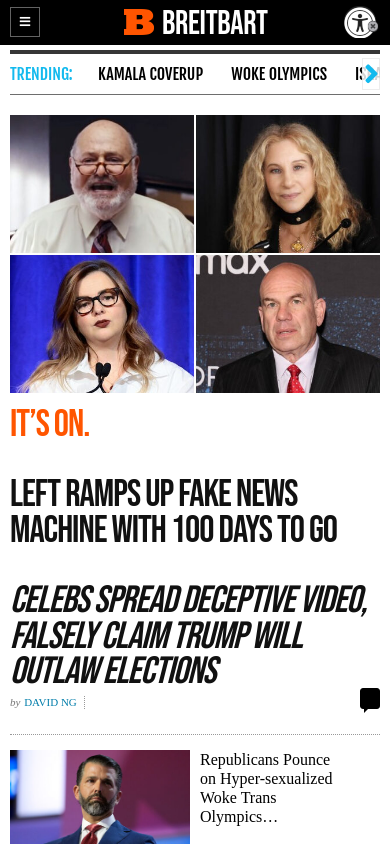 BREITBART
TRENDING:
KAMALA COVERUP
WOKE OLYMPICS
max
IT’S ON.
LEFT RAMPS UP FAKE NEWS
MACHINE WITH 100 DAYS TO GO
CELEBS SPREAD DECEPTIVE VIDEO,
FALSELY CLAIM TRUMP WILL
OUTLAW ELECTIONS
by DAVID NG
Republicans Pounce
on Hyper-sexualized
Woke Trans
Olympics…